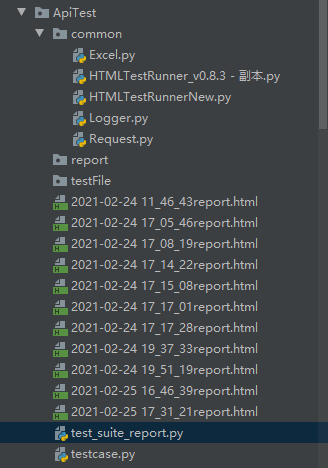 ApiTest
common
Excel.py
HTMLTestRunner_v0.8.3 - 副本.py
HTMLTestRunnerNew.py
Logger.py
Request.py
report
testFile
2021-02-24 11_46_43report.html
2021-02-24 17_05_46report.html
2021-02-24 17_08_19report.html
2021-02-24 17_14_22report.html
2021-02-24 17_15_08report.html
2021-02-24 17_17_01report.html
2021-02-24 17_17_28report.html
2021-02-24 19_37_33report.html
2021-02-24 19_51_19report.html
2021-02-25 16_46_39report.html
2021-02-25 17_31_21report.html
test_suite_report.py
testcase.py